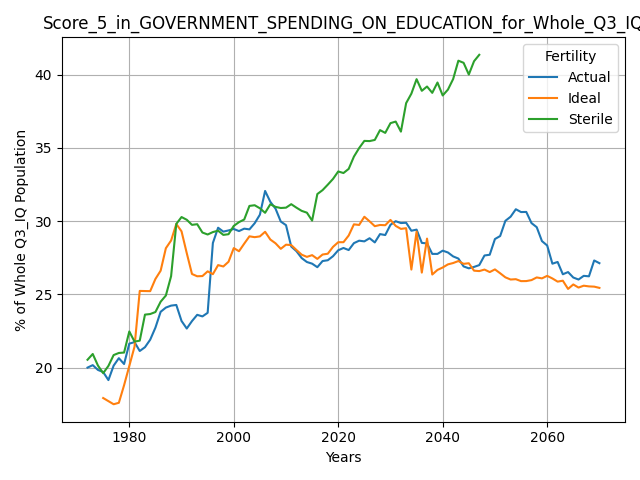 Score_5_in_GOVERNMENT_SPENDING_ON_EDUCATION_for_Whole_Q3_IQ
Fertility
Actual
Ideal
Sterile
% of Whole Q3_IQ Population
40
35
30
25
20
1980 2000 2020 2040 2060
Years